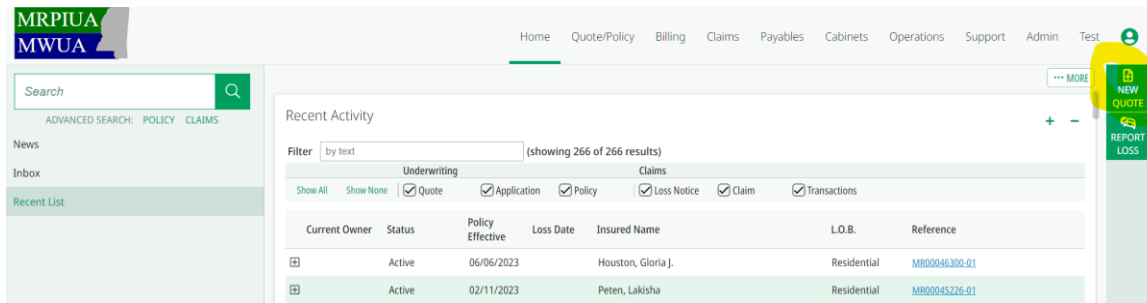 MRPIUA
MWUA
Home Quote/Policy Billing Claims Payables Cabinets Operations Support Admin Test
Search
ADVANCED SEARCH: POLICY CLAIMS
News
Inbox
Recent List
••• MORE
NEW
QUOTE
REPORT
LOSS
Recent Activity
+ −
Filter by text (showing 266 of 266 results)
Underwriting Claims
Show All Show None Quote Application Policy Loss Notice Claim Transactions
Current Owner Status Policy Effective Loss Date Insured Name L.O.B. Reference
Active 06/06/2023 Houston, Gloria J. Residential MR00046300-01
Active 02/11/2023 Peten, Lakisha Residential MR00045226-01